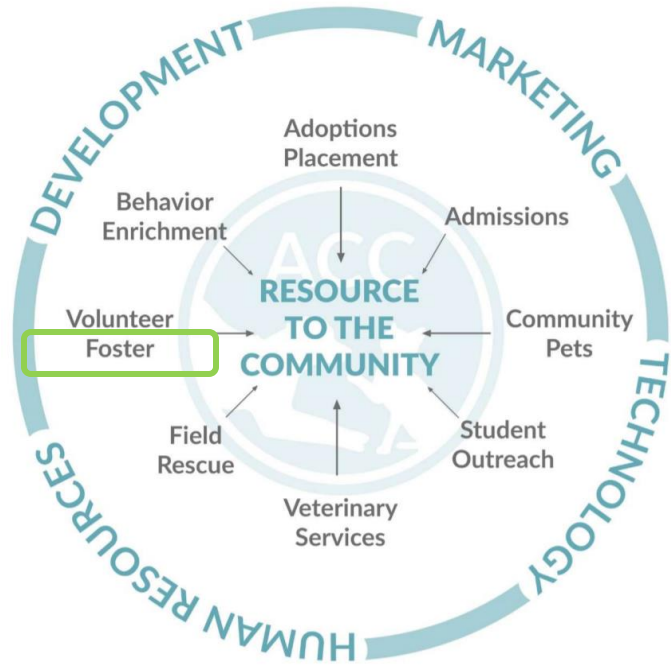 DEVELOPMENT
MARKETING
TECHNOLOGY
HUMAN RESOURCES
Adoptions
Placement
Behavior
Enrichment
Admissions
ACC
RESOURCE
TO THE
COMMUNITY
Volunteer
Foster
Community
Pets
Field
Rescue
Student
Outreach
Veterinary
Services